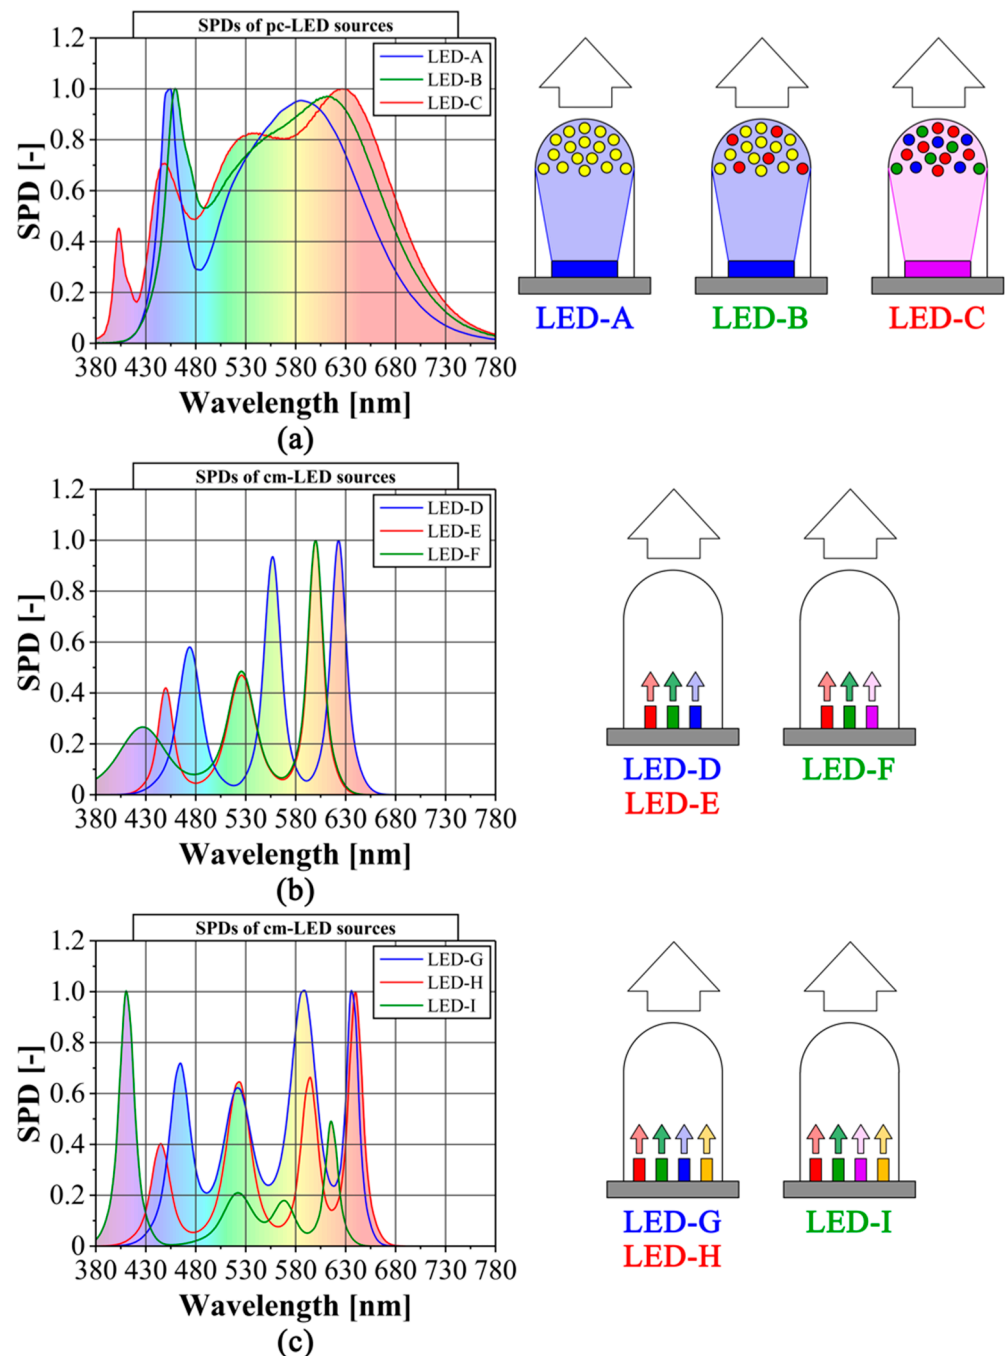 SPDs of pc-LED sources
1.2
1.0
0.8
0.6
0.4
0.2
0
SPD [-]
LED-A
LED-B
LED-C
380 430 480 530 580 630 680 730 780
Wavelength [nm]
(a)
LED-A LED-B LED-C
SPDs of cm-LED sources
1.2
1.0
0.8
0.6
0.4
0.2
0
SPD [-]
LED-D
LED-E
LED-F
380 430 480 530 580 630 680 730 780
Wavelength [nm]
(b)
LED-D LED-F
LED-E
SPDs of cm-LED sources
1.2
1.0
0.8
0.6
0.4
0.2
0
SPD [-]
LED-G
LED-H
LED-I
380 430 480 530 580 630 680 730 780
Wavelength [nm]
(c)
LED-G LED-I
LED-H